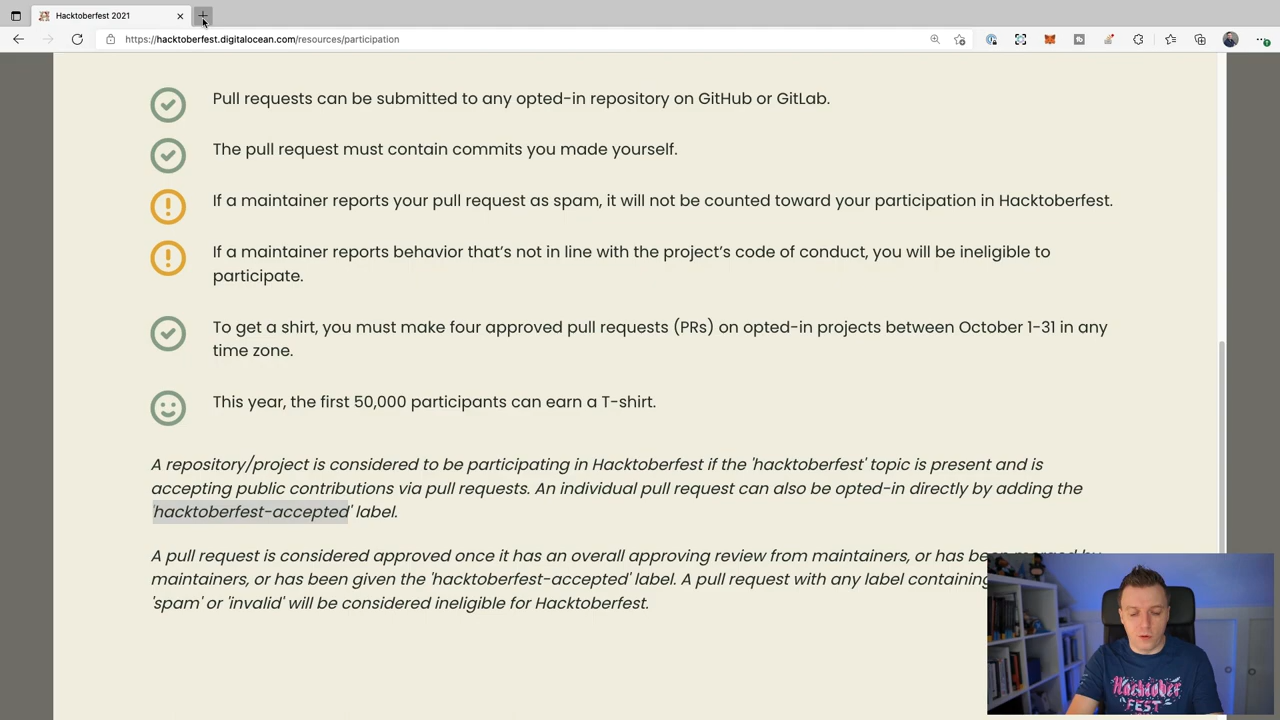 Hacktoberfest 2021
https://hacktoberfest.digitalocean.com/resources/participation
Pull requests can be submitted to any opted-in repository on GitHub or GitLab.
The pull request must contain commits you made yourself.
If a maintainer reports your pull request as spam, it will not be counted toward your participation in Hacktoberfest.
If a maintainer reports behavior that's not in line with the project's code of conduct, you will be ineligible to
participate.
To get a shirt, you must make four approved pull requests (PRs) on opted-in projects between October 1-31 in any
time zone.
This year, the first 50,000 participants can earn a T-shirt.
A repository/project is considered to be participating in Hacktoberfest if the 'hacktoberfest' topic is present and is
accepting public contributions via pull requests. An individual pull request can also be opted-in directly by adding the
'hacktoberfest-accepted' label.
A pull request is considered approved once it has an overall approving review from maintainers, or has been merged by
maintainers, or has been given the 'hacktoberfest-accepted' label. A pull request with any label containing
'spam' or 'invalid' will be considered ineligible for Hacktoberfest.
Hacktober
FEST